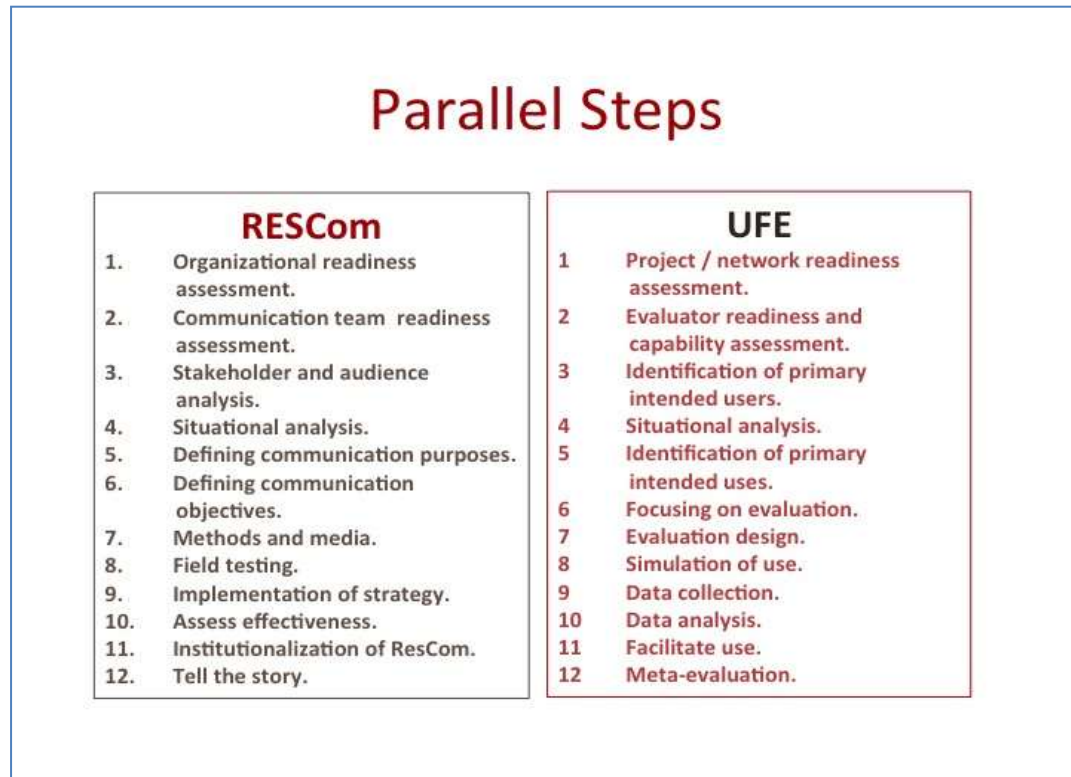 Parallel Steps
RESCom
1. Organizational readiness
assessment.
2. Communication team readiness
assessment.
3. Stakeholder and audience
analysis.
4. Situational analysis.
5. Defining communication purposes.
6. Defining communication
objectives.
7. Methods and media.
8. Field testing.
9. Implementation of strategy.
10. Assess effectiveness.
11. Institutionalization of ResCom.
12. Tell the story.
UFE
1 Project / network readiness
assessment.
2 Evaluator readiness and
capability assessment.
3 Identification of primary
intended users.
4 Situational analysis.
5 Identification of primary
intended uses.
6 Focusing on evaluation.
7 Evaluation design.
8 Simulation of use.
9 Data collection.
10 Data analysis.
11 Facilitate use.
12 Meta-evaluation.